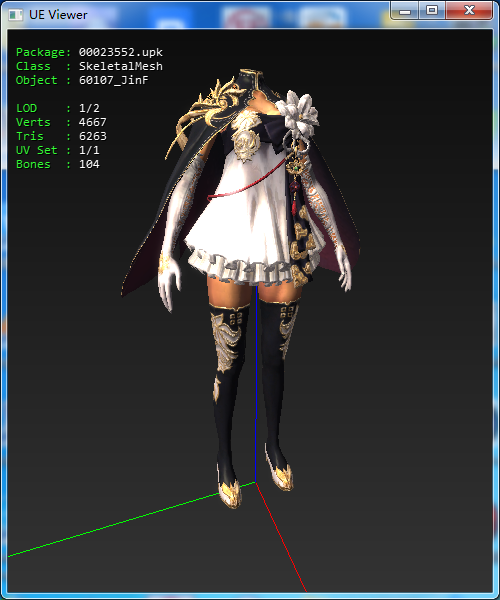 UE Viewer
Package: 00023552.upk
Class : SkeletalMesh
Object : 60107_JinF
LOD : 1/2
Verts : 4667
Tris : 6263
UV Set : 1/1
Bones : 104